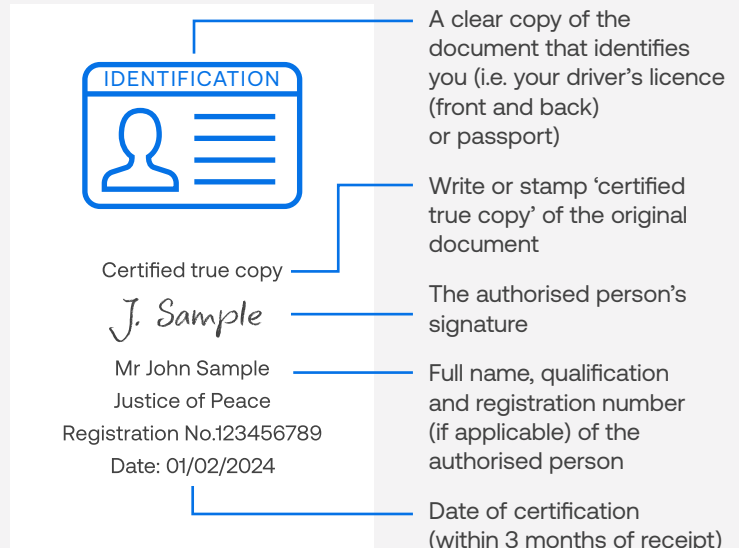 A clear copy of the
document that identifies
you (i.e. your driver’s licence
(front and back)
or passport)
IDENTIFICATION
Write or stamp ‘certified
true copy’ of the original
document
Certified true copy
J. Sample
The authorised person’s
signature
Mr John Sample
Justice of Peace
Registration No.123456789
Date: 01/02/2024
Full name, qualification
and registration number
(if applicable) of the
authorised person
Date of certification
(within 3 months of receipt)